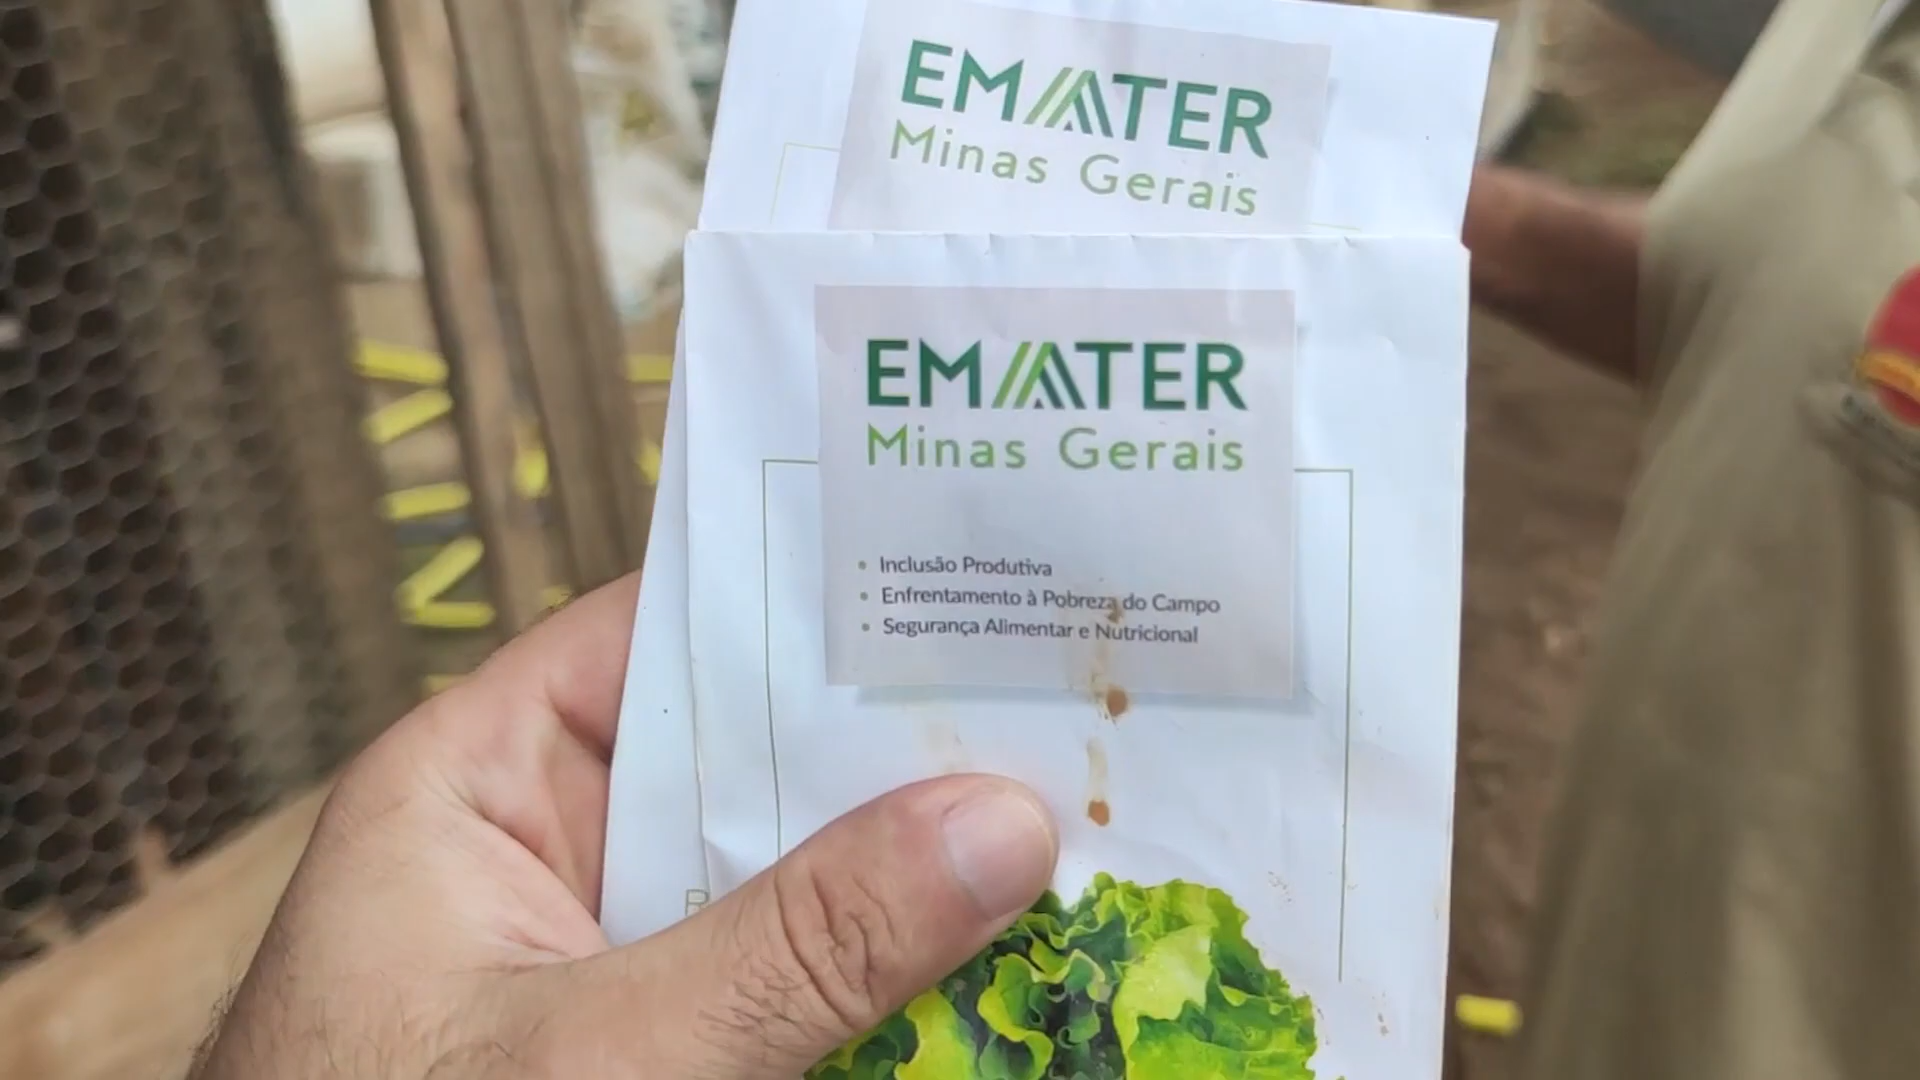 EMATER
Minas Gerais
EMATER
Minas Gerais
• Inclusão Produtiva
• Enfrentamento à Pobreza do Campo
• Segurança Alimentar e Nutricional